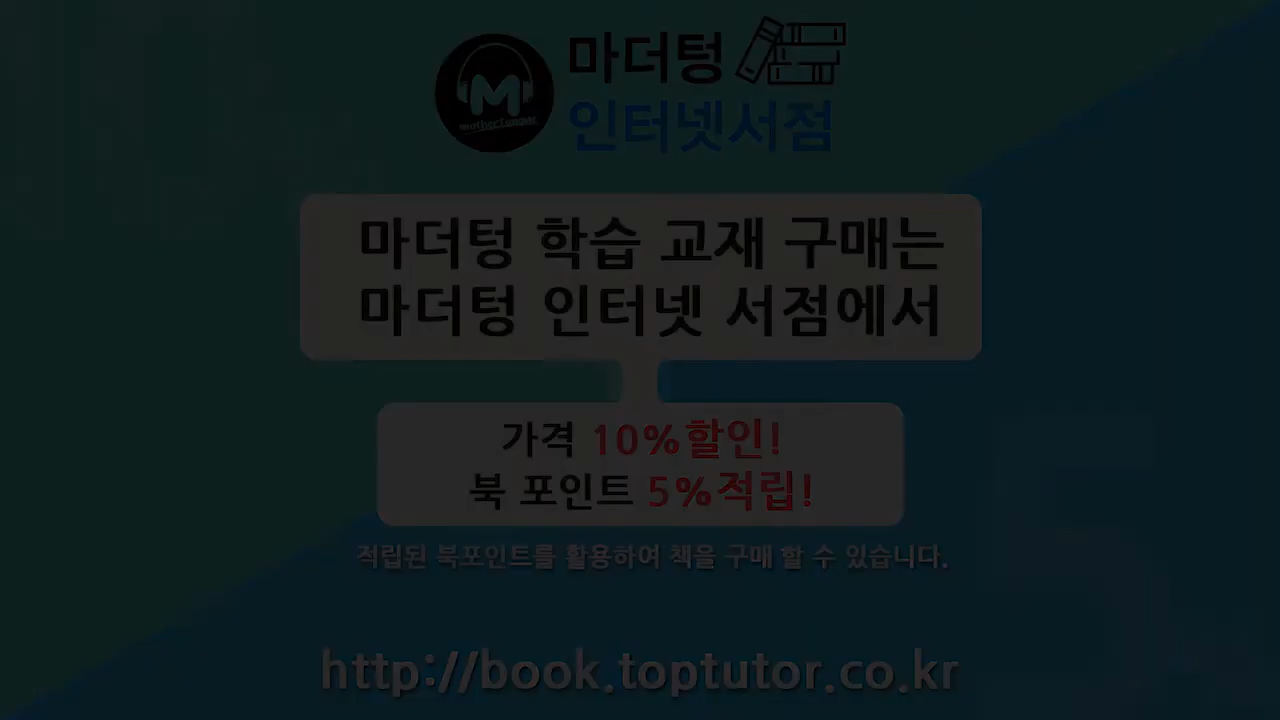 마더텅
인터넷서점
MotherTongue
마더텅 학습 교재 구매는
마더텅 인터넷 서점에서
가격 10%할인!
북 포인트 5%적립!
적립된 북포인트를 활용하여 책을 구매 할 수 있습니다.
http://book.toptutor.co.kr